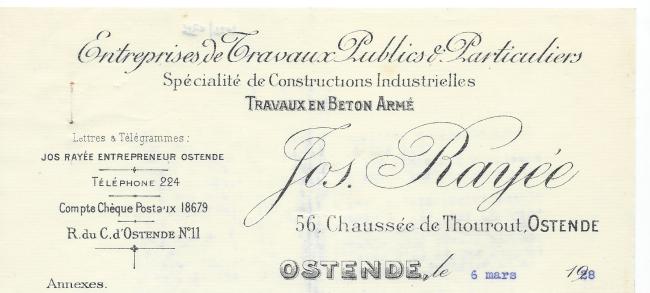 Entreprises de Travaux Publics & Particuliers
Spécialité de Constructions Industrielles
TRAVAUX EN BETON ARMÉ
Lettres & Télégrammes :
JOS RAYÉE ENTREPRENEUR OSTENDE
TÉLÉPHONE 224
Compte Chèque Postaux 18679
R. du C. d'OSTENDE N° 11
Jos. Rayée
56, Chaussée de Thourout, OSTENDE
OSTENDE, le 6 mars 1928
Annexes.